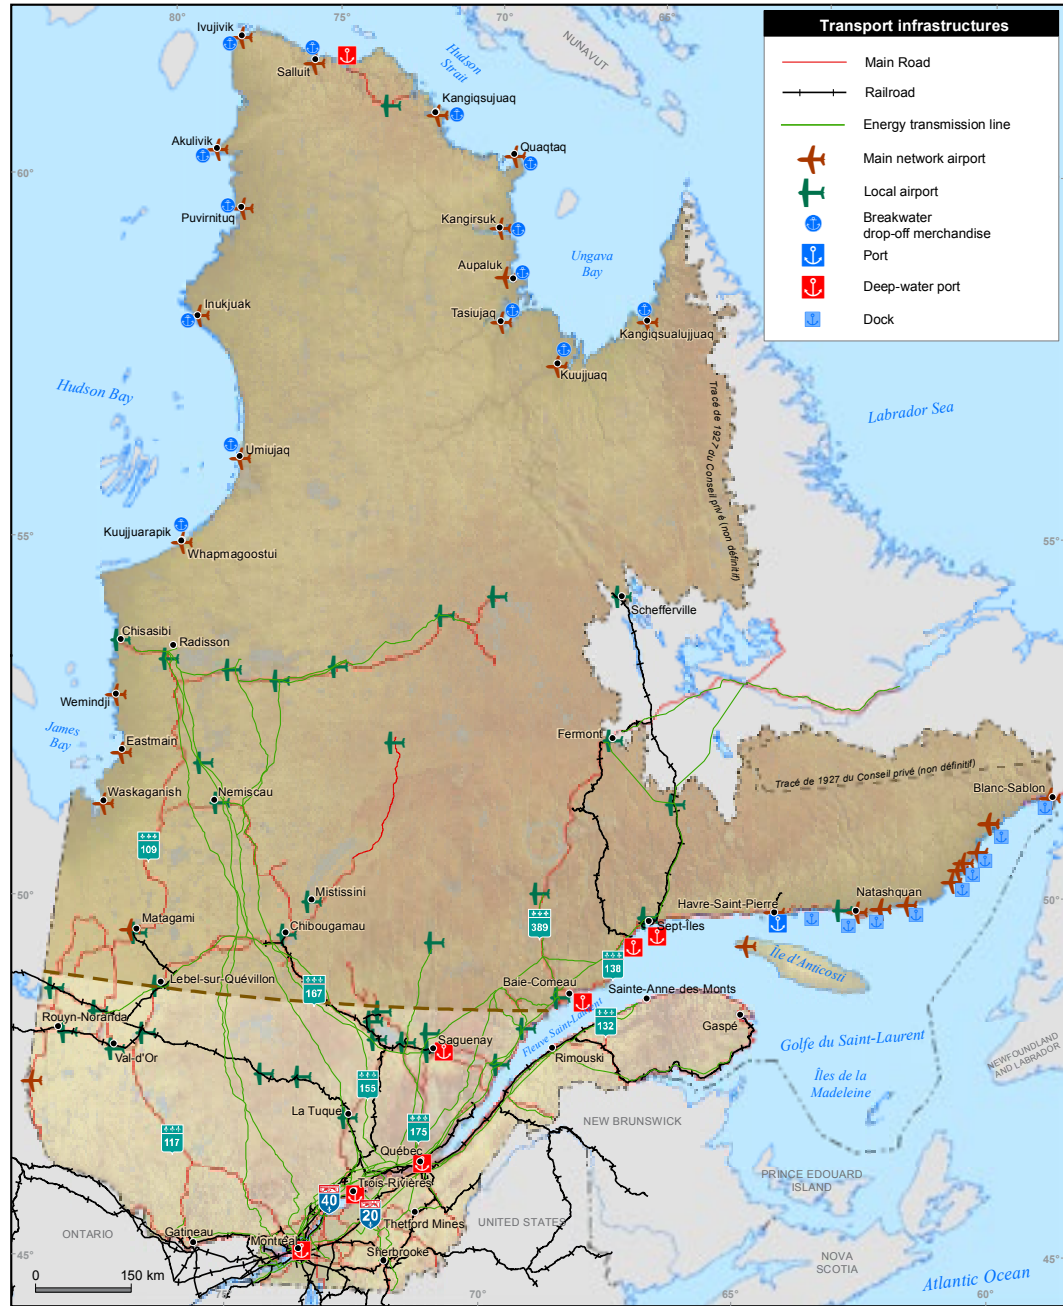 80
75
70
65
60
Transport infrastructures
Main Road
Railroad
Energy transmission line
Main network airport
Local airport
Breakwater
drop-off merchandise
Port
Deep-water port
Dock
Ivujivik
Salluit
Hudson
Strait
NUNAVUT
Kangiqsujuaq
Akulivik
Quaqtaq
60°
Puvirnituq
Kangirsuk
Ungava
Bay
Aupaluk
Inukjuak
Tasiujaq
Kangiqsualujjuaq
Kuujjuaq
Hudson Bay
Labrador Sea
Tracé de 1927 du Conseil privé (non définitif)
Umiujaq
Kuujjuarapik
Whapmagoostui
55°
55°
Schefferville
Chisasibi
Radisson
Wemindji
James
Bay
Eastmain
Fermont
Tracé de 1927 du Conseil privé (non définitif)
Waskaganish
Nemiscau
Blanc-Sablon
109
50°
Mistissini
Natashquan
Havre-Saint-Pierre
50°
Matagami
Chibougamau
389
Sept-Îles
Île d'Anticosti
138
Lebel-sur-Quévillon
167
Baie-Comeau
Sainte-Anne-des-Monts
Rouyn-Noranda
132
Gaspé
Fleuve Saint-Laurent
Golfe du Saint-Laurent
Val-d'Or
Saguenay
Rimouski
NEWFOUNDLAND
AND LABRADOR
Îles de la
Madeleine
155
La Tuque
175
NEW BRUNSWICK
117
Québec
PRINCE EDOUARD
ISLAND
Trois-Rivières
40
20
Thetford Mines
UNITED STATES
ONTARIO
Gatineau
Montréal
Sherbrooke
45°
45°
NOVA
SCOTIA
0
150 km
Atlantic Ocean
75
70°
65°
60°